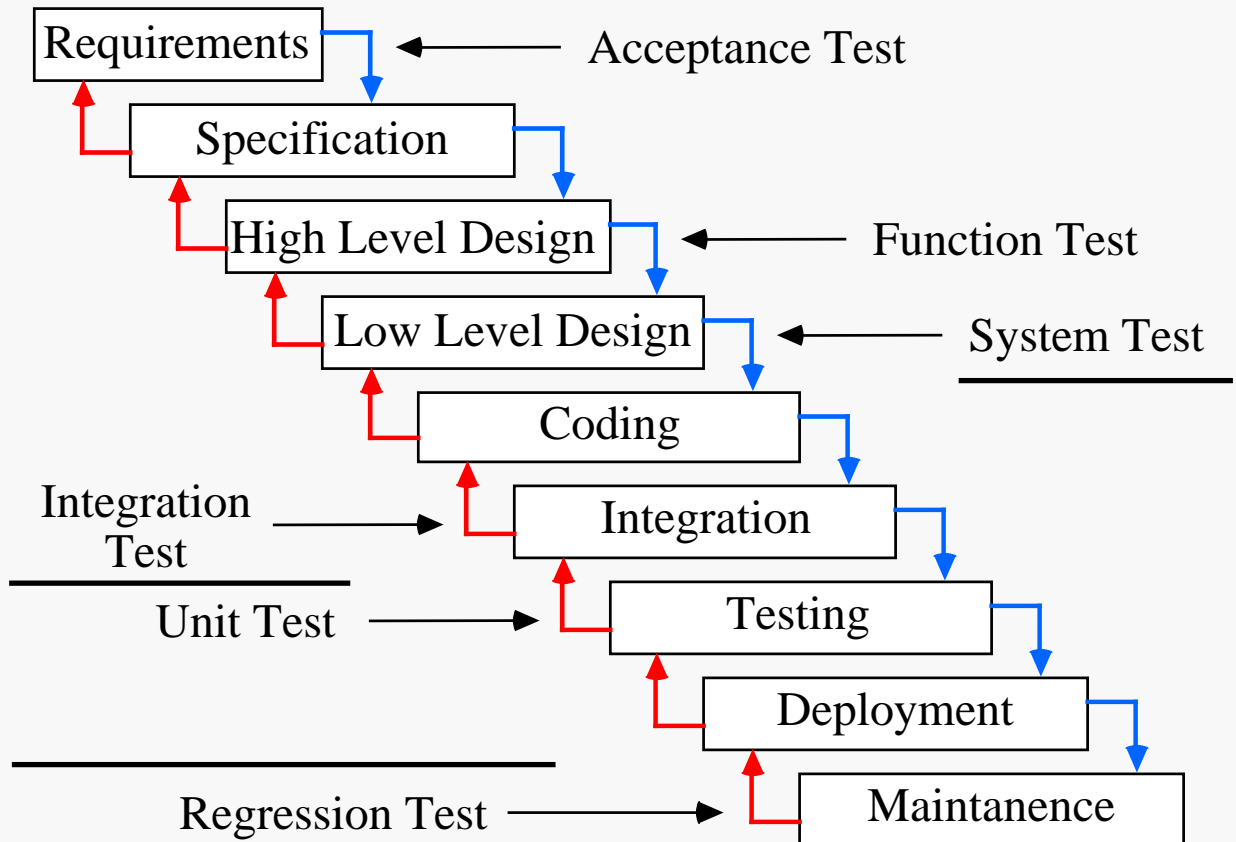 Requirements
Acceptance Test
Specification
High Level Design
Function Test
Low Level Design
System Test
Coding
Integration
Test
Integration
Unit Test
Testing
Deployment
Regression Test
Maintanence